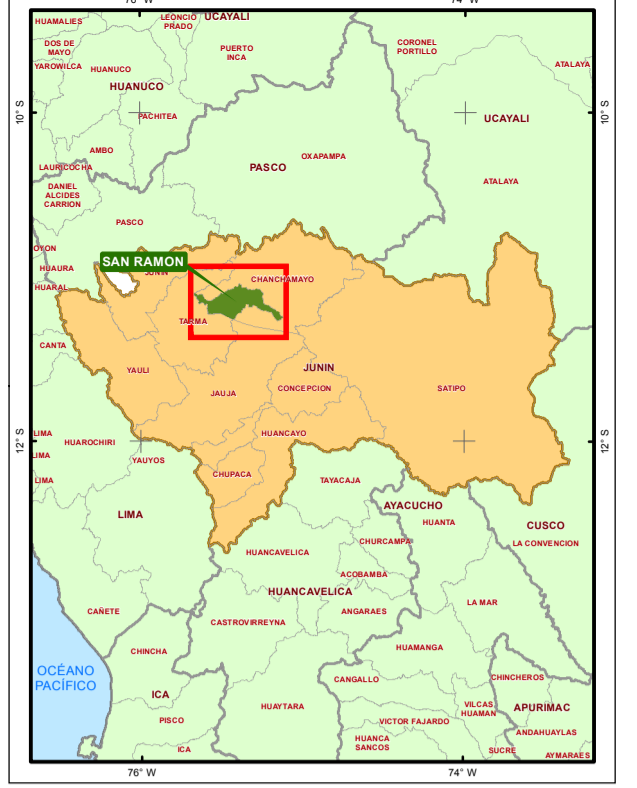 76° W
74° W
HUAMALIES
LEONCIO
PRADO
UCAYALI
DOS DE
MAYO
PUERTO
INCA
CORONEL
PORTILLO
YAROWILCA
HUANUCO
ATALAYA
HUANUCO
10° S
10° S
PACHITEA
UCAYALI
AMBO
OXAPAMPA
LAURICOCHA
PASCO
DANIEL
ALCIDES
CARRION
ATALAYA
PASCO
OYON
SAN RAMON
HUAURA
JUNIN
CHANCHAMAYO
HUARAL
TARMA
CANTA
YAULI
JUNIN
JAUJA
CONCEPCION
SATIPO
LIMA
HUAROCHIRI
HUANCAYO
12° S
12° S
LIMA
YAUYOS
LIMA
CHUPACA
TAYACAJA
LIMA
AYACUCHO
HUANTA
CUSCO
CHURCAMPA
LA CONVENCION
HUANCAVELICA
ACOBAMBA
HUANCAVELICA
CAÑETE
ANGARAES
LA MAR
CASTROVIRREYNA
HUAMANGA
CHINCHA
OCÉANO
PACÍFICO
CANGALLO
CHINCHEROS
ICA
HUAYTARA
VILCAS
HUAMAN
APURIMAC
PISCO
VICTOR FAJARDO
ANDAHUAYLAS
HUANCA
SANCOS
ICA
SUCRE
AYMARAES
76° W
74° W